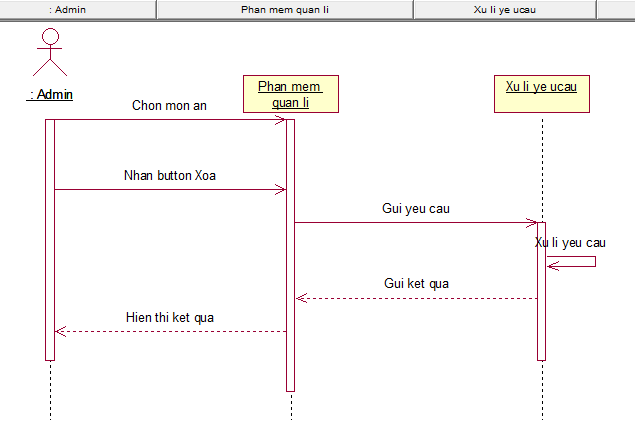 : Admin
Phan mem quan li
Xu li ye ucau
: Admin
Phan mem
quan li
Xu li ye ucau
Chon mon an
Nhan button Xoa
Gui yeu cau
Xu li yeu cau
Gui ket qua
Hien thi ket qua